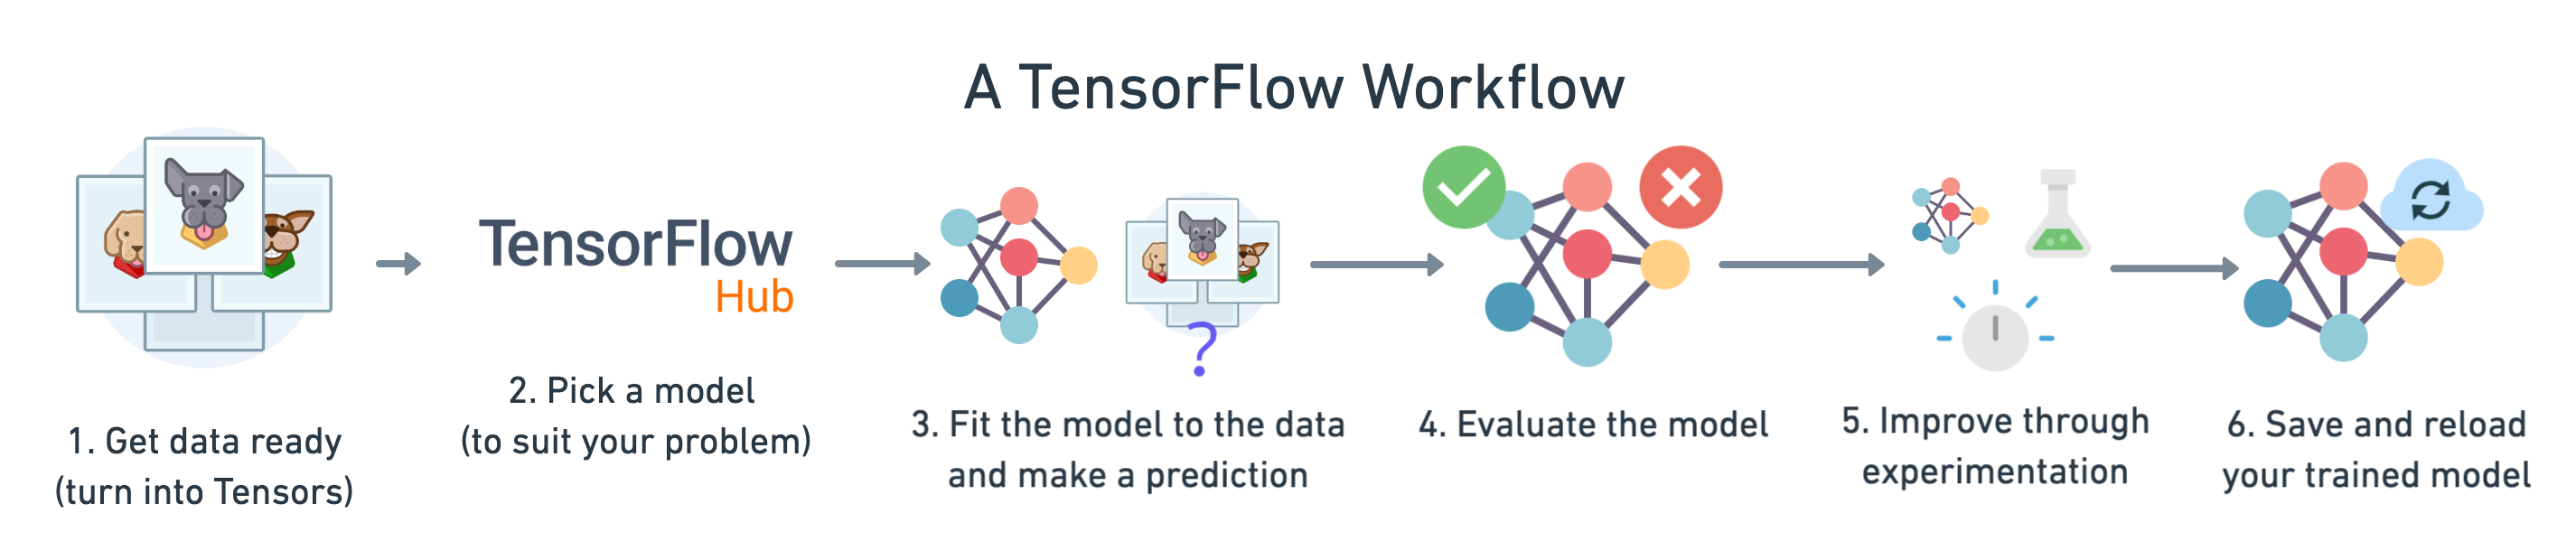 A TensorFlow Workflow
TensorFlow
Hub
?
1. Get data ready
(turn into Tensors)
2. Pick a model
(to suit your problem)
3. Fit the model to the data
and make a prediction
4. Evaluate the model
5. Improve through
experimentation
6. Save and reload
your trained model